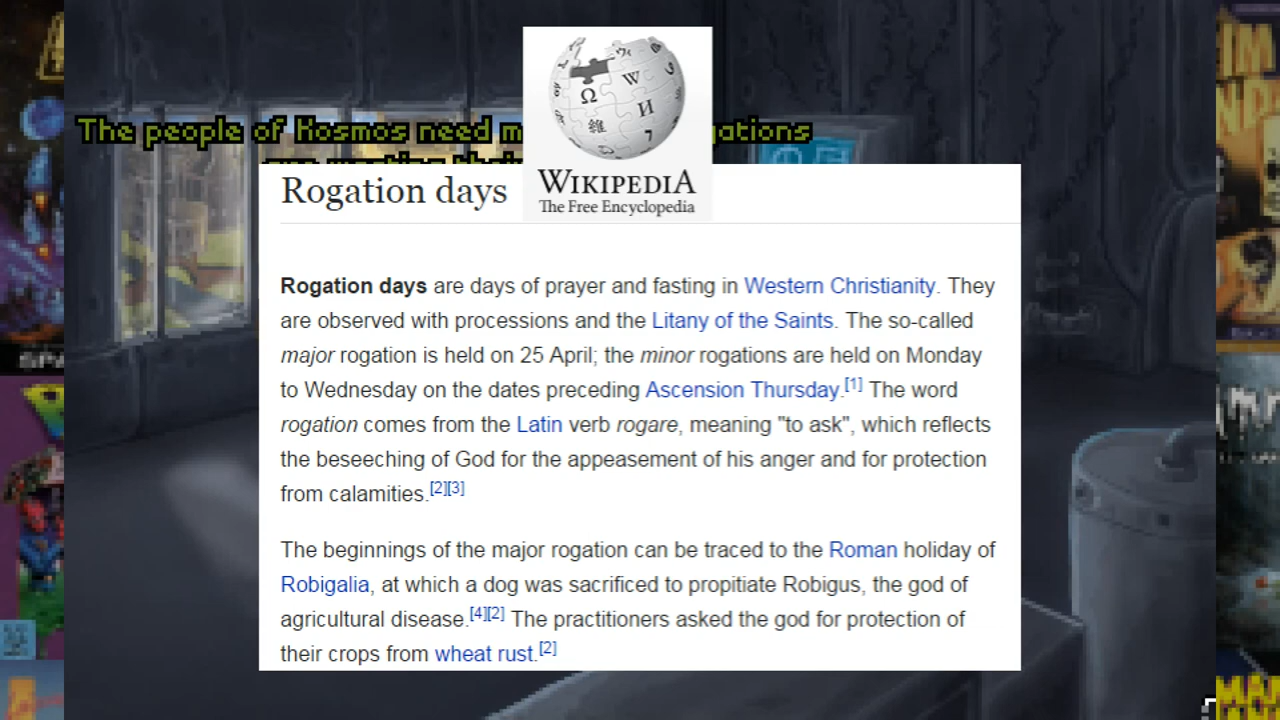 The people of Kosmos need m gations
WIKIPEDIA
The Free Encyclopedia
Rogation days
Rogation days are days of prayer and fasting in Western Christianity. They
are observed with processions and the Litany of the Saints. The so-called
major rogation is held on 25 April; the minor rogations are held on Monday
to Wednesday on the dates preceding Ascension Thursday.[1] The word
rogation comes from the Latin verb rogare, meaning "to ask", which reflects
the beseeching of God for the appeasement of his anger and for protection
from calamities.[2][3]
The beginnings of the major rogation can be traced to the Roman holiday of
Robigalia, at which a dog was sacrificed to propitiate Robigus, the god of
agricultural disease.[4][2] The practitioners asked the god for protection of
their crops from wheat rust.[2]